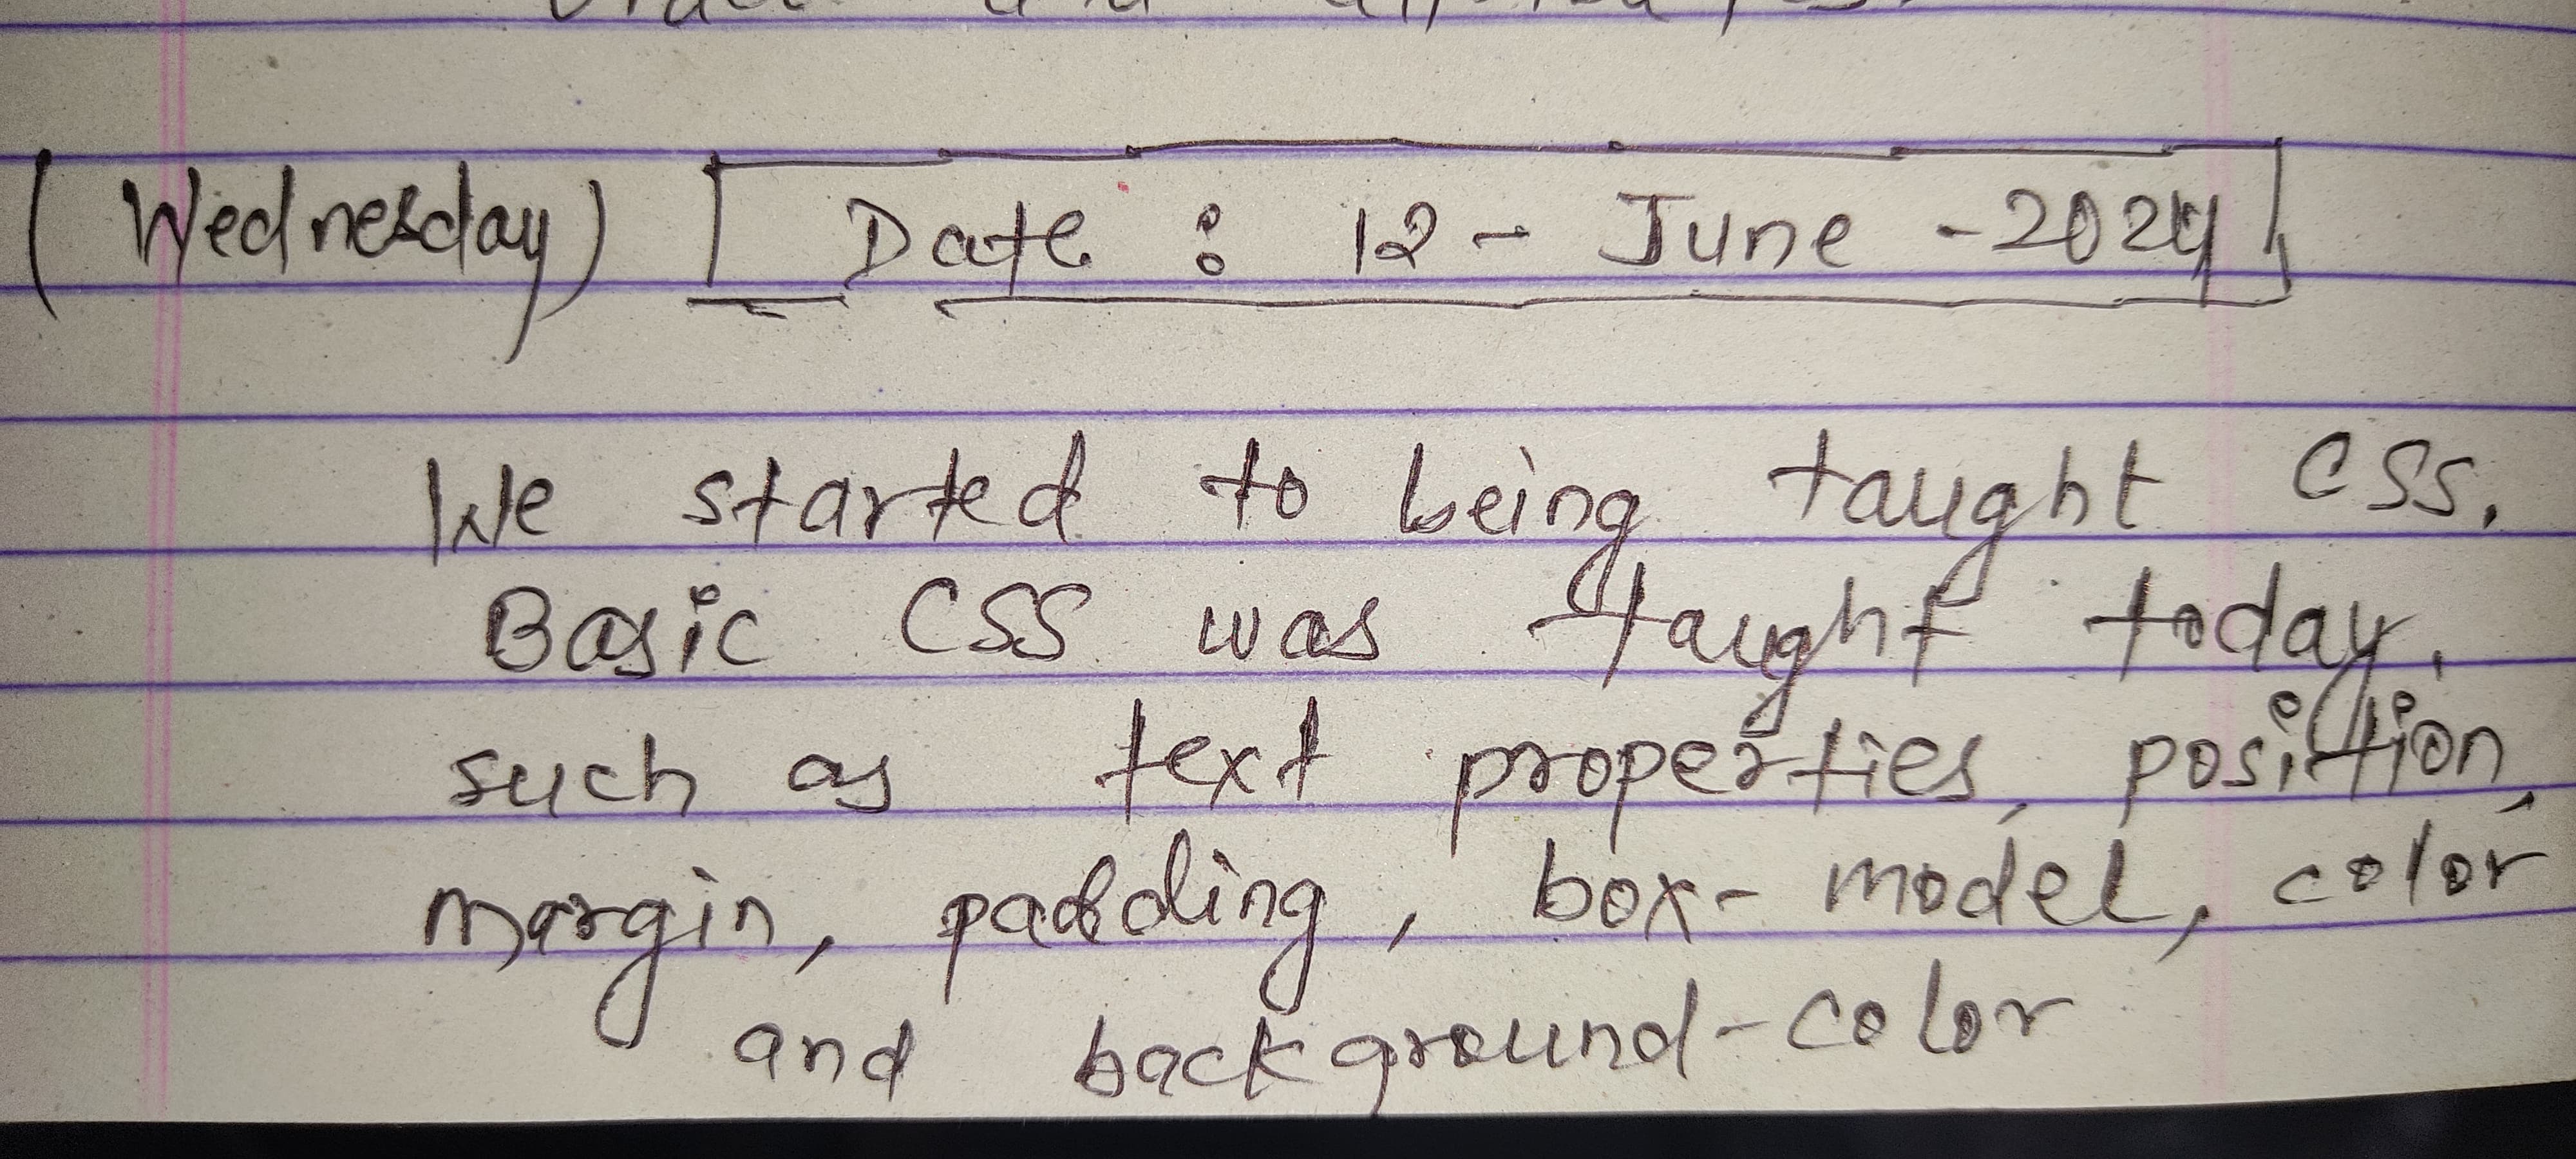 (Wednesday) Date : 12 - June - 2024
We started to being taught CSS.
Basic CSS was taught today.
such as text properties, position,
margin, padding, box-model, color
and background-color